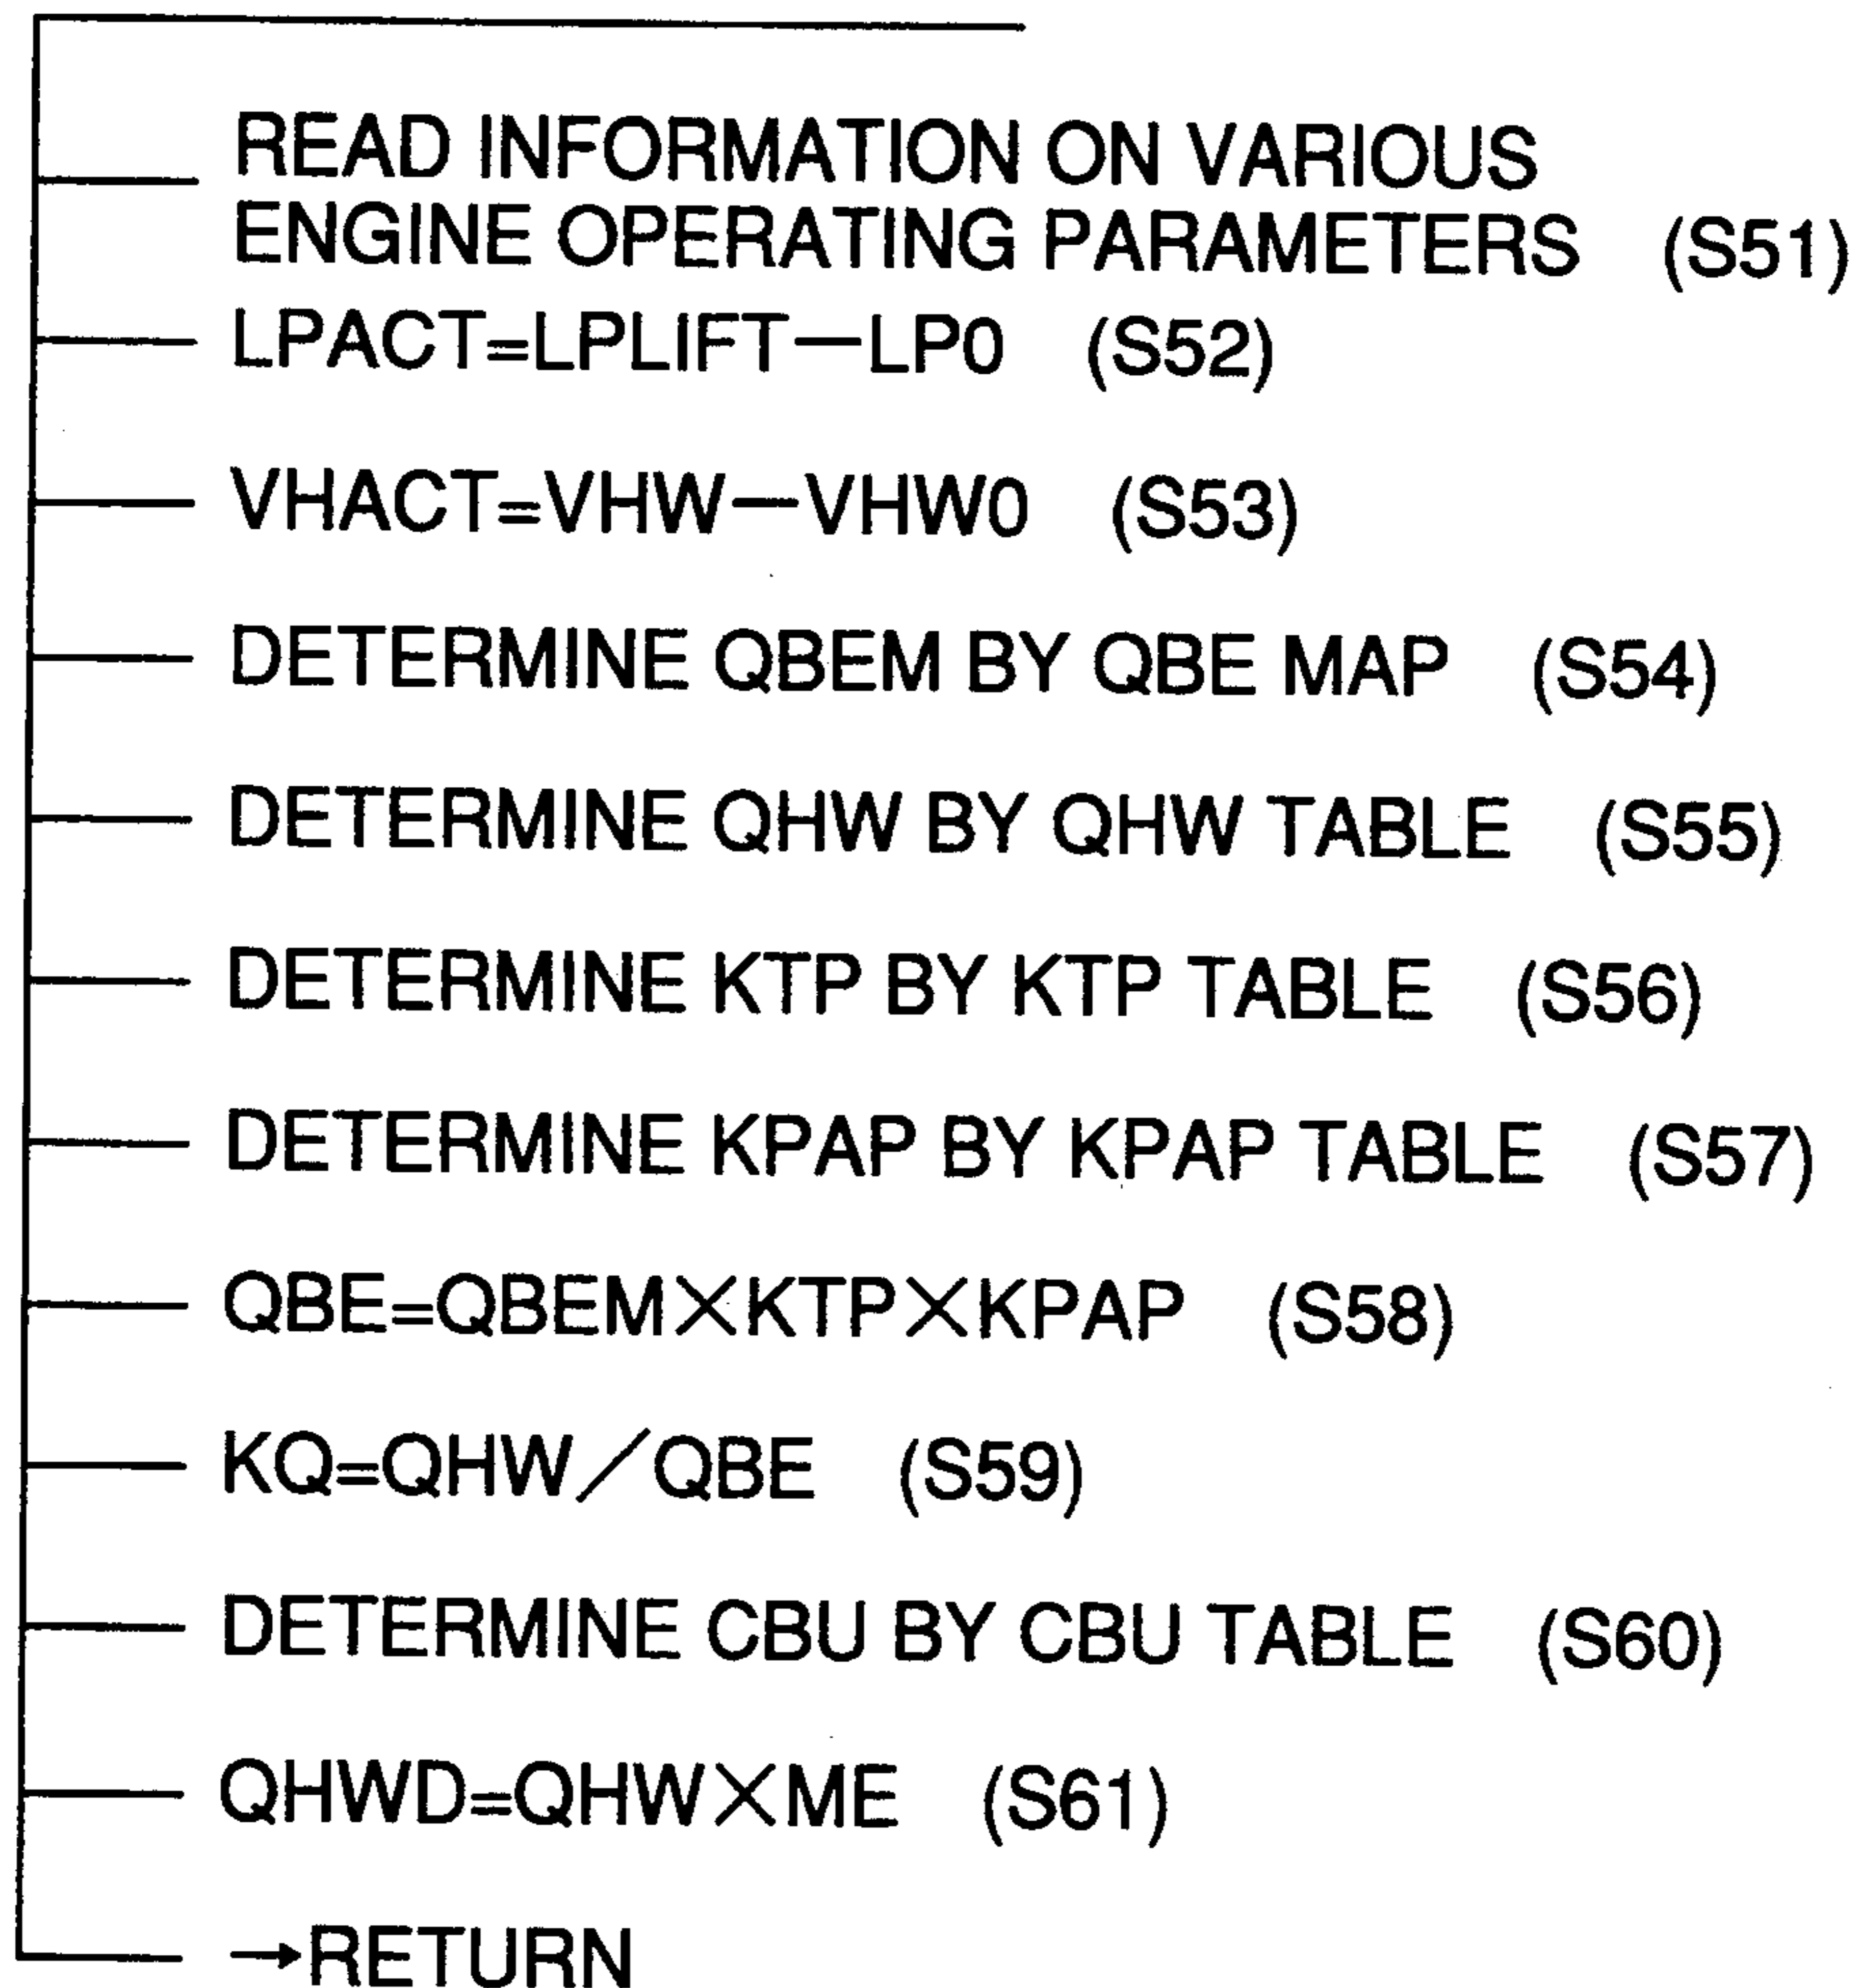 READ INFORMATION ON VARIOUS
ENGINE OPERATING PARAMETERS (S51)
LPACT=LPLIFT—LP0 (S52)
VHACT=VHW—VHW0 (S53)
DETERMINE QBEM BY QBE MAP (S54)
DETERMINE QHW BY QHW TABLE (S55)
DETERMINE KTP BY KTP TABLE (S56)
DETERMINE KPAP BY KPAP TABLE (S57)
QBE=QBEM×KTP×KPAP (S58)
KQ=QHW/QBE (S59)
DETERMINE CBU BY CBU TABLE (S60)
QHWD=QHW×ME (S61)
→RETURN